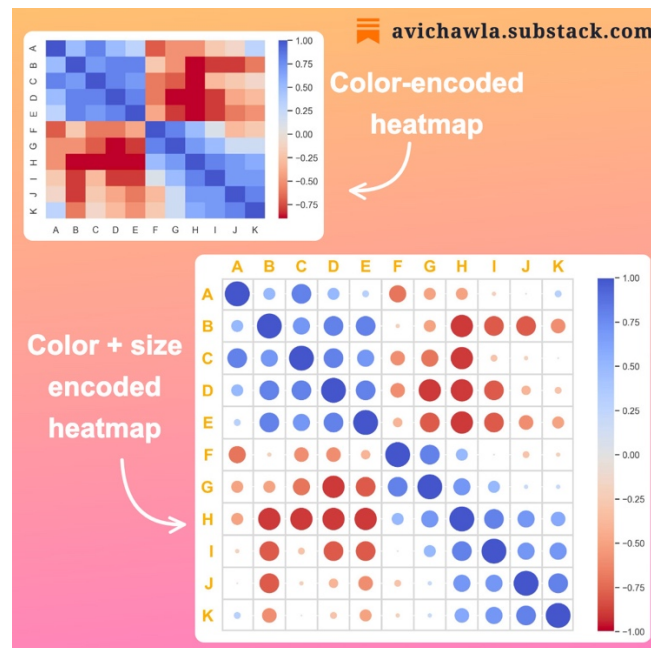 avichawla.substack.com
Color-encoded
heatmap
A
B
C
D
E
F
G
H
I
J
K
1.00
0.75
0.50
0.25
0.00
−0.25
−0.50
−0.75
A B C D E F G H I J K
Color + size
encoded
heatmap
A B C D E F G H I J K
A
B
C
D
E
F
G
H
I
J
K
1.00
0.75
0.50
0.25
0.00
−0.25
−0.50
−0.75
−1.00